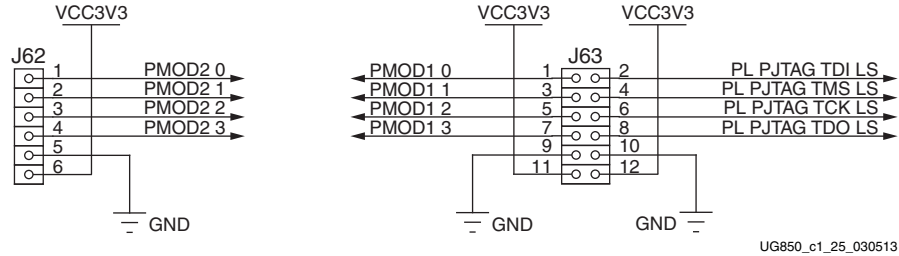 VCC3V3 VCC3V3 VCC3V3
J62 J63
1 PMOD2 0 PMOD1 0 1 2 PL PJTAG TDI LS
2 PMOD2 1 PMOD1 1 3 4 PL PJTAG TMS LS
3 PMOD2 2 PMOD1 2 5 6 PL PJTAG TCK LS
4 PMOD2 3 PMOD1 3 7 8 PL PJTAG TDO LS
5 9 10
6 11 12
GND GND GND
UG850_c1_25_030513